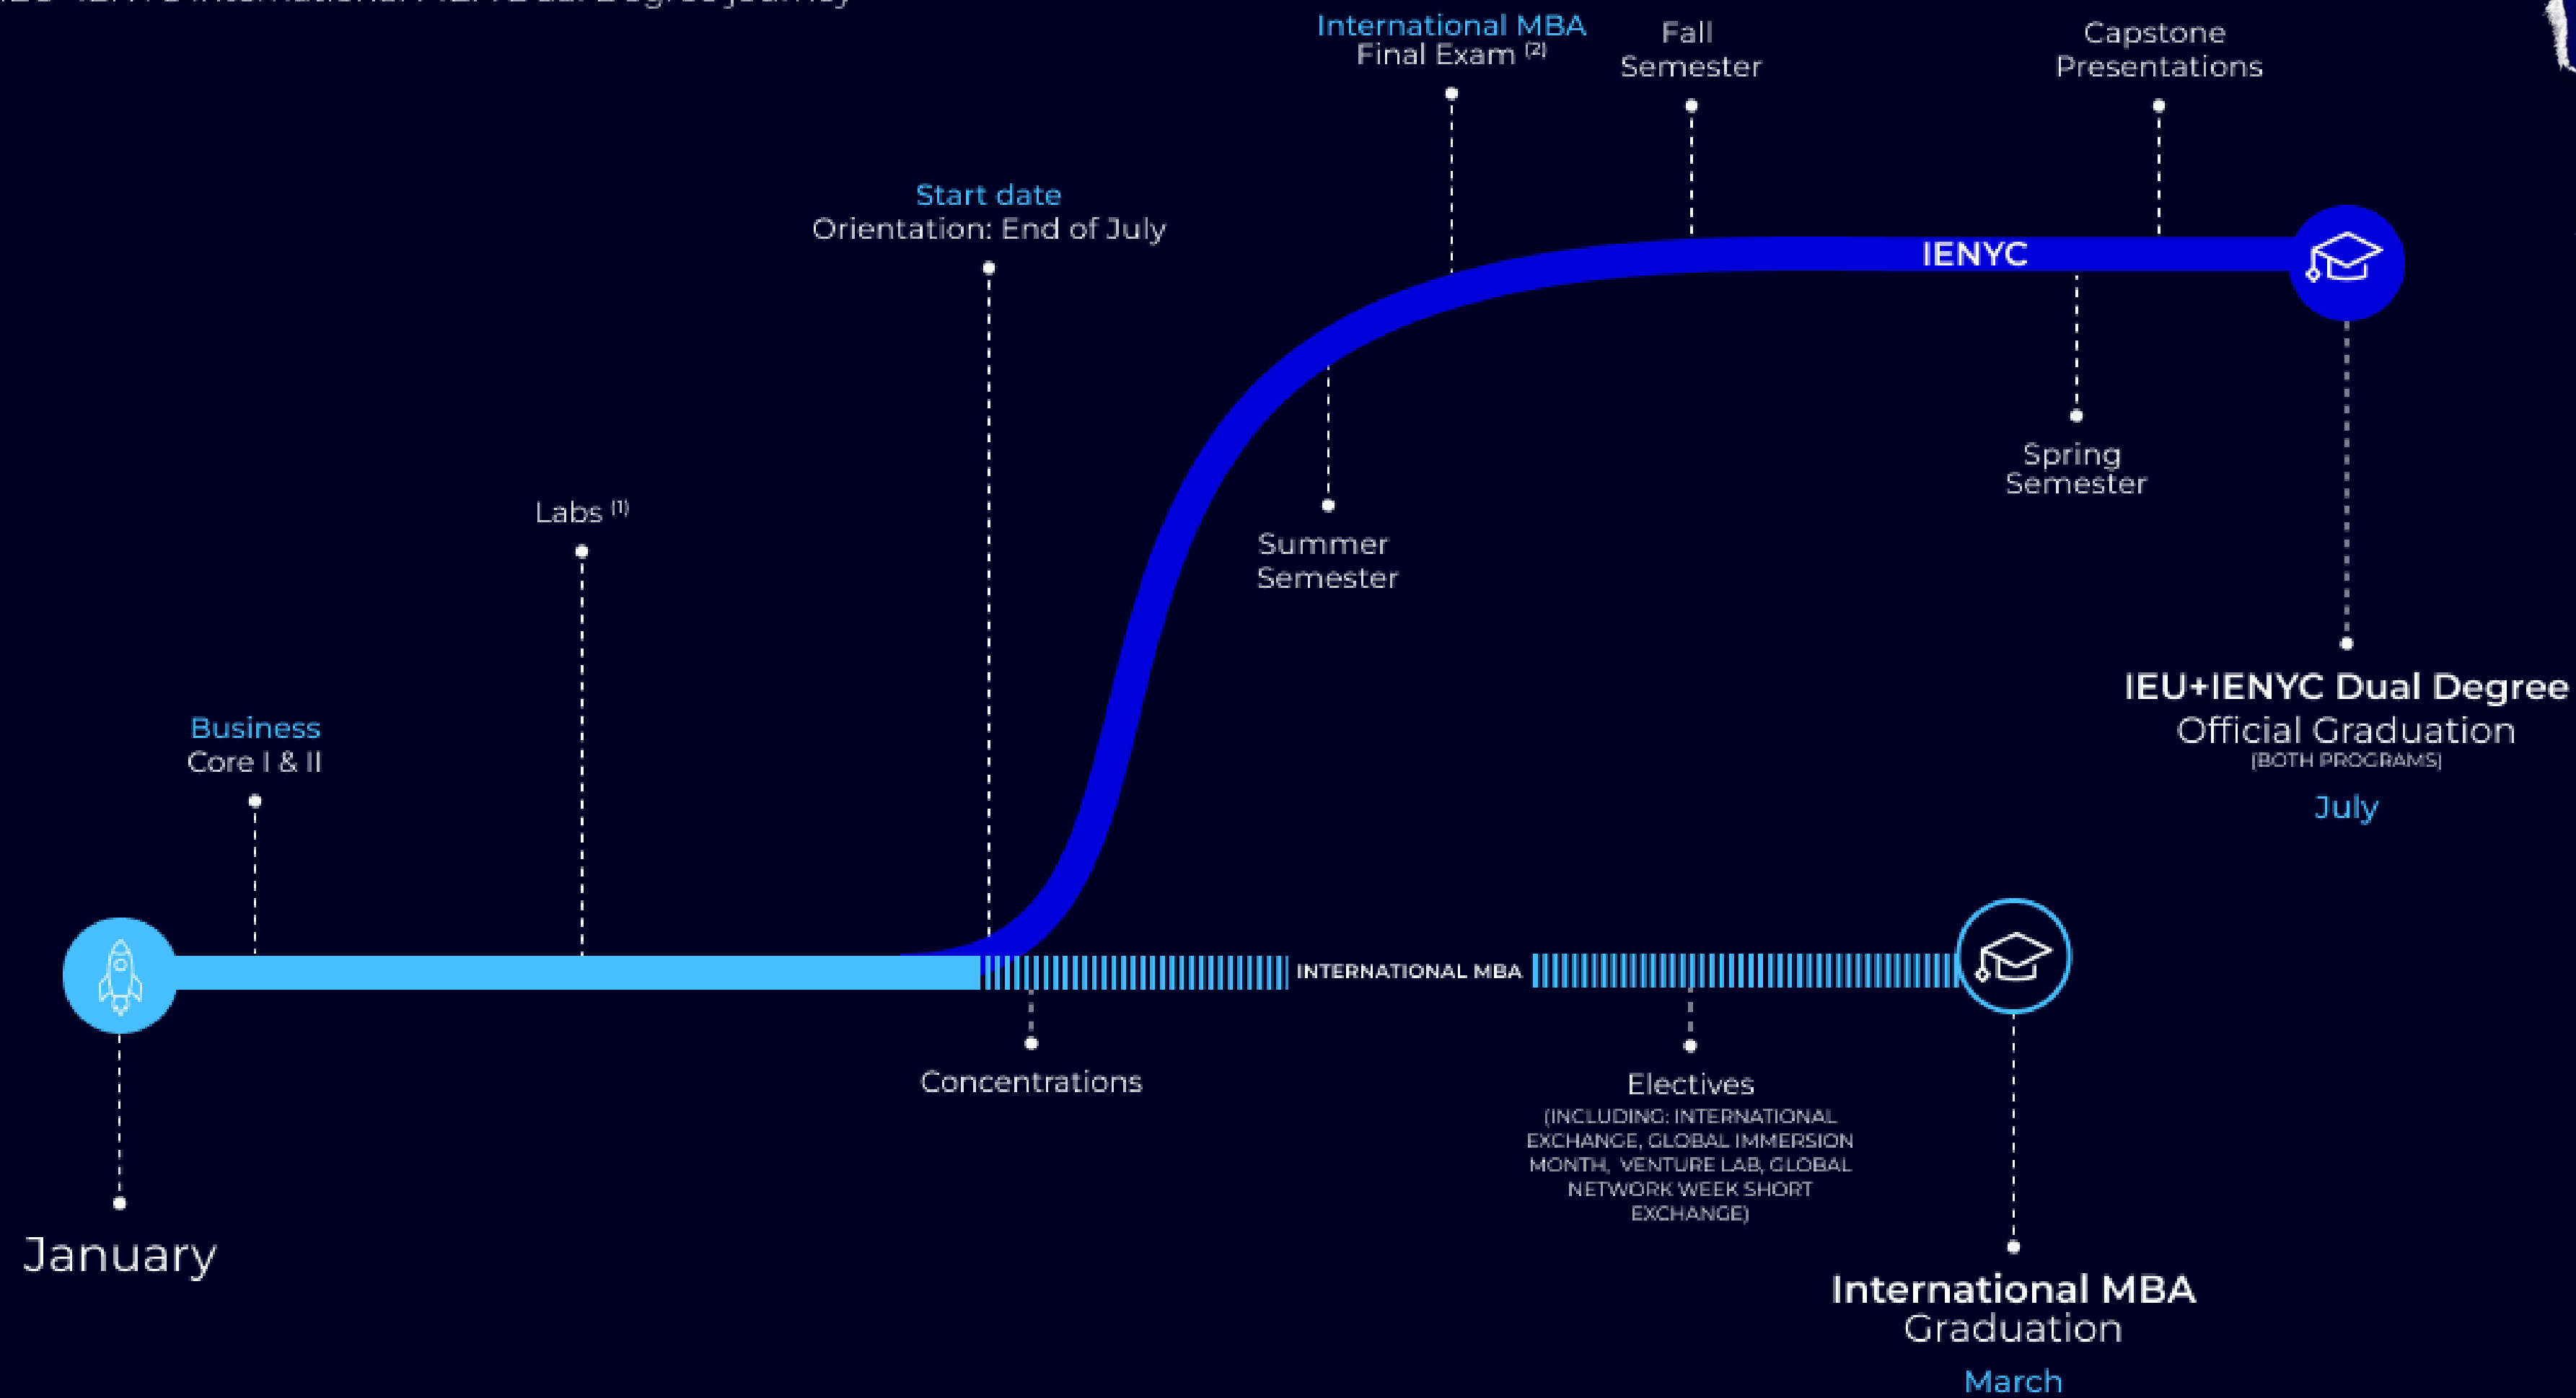 International MBA
Final Exam (2)
Fall
Semester
Capstone
Presentations
Start date
Orientation: End of July
IENYC
Spring
Semester
Labs (1)
Summer
Semester
IEU+IENYC Dual Degree
Official Graduation
(BOTH PROGRAMS)
July
Business
Core I & II
INTERNATIONAL MBA
Concentrations
Electives
(INCLUDING: INTERNATIONAL
EXCHANGE, GLOBAL IMMERSION
MONTH, VENTURE LAB, GLOBAL
NETWORK WEEK SHORT
EXCHANGE)
January
International MBA
Graduation
March